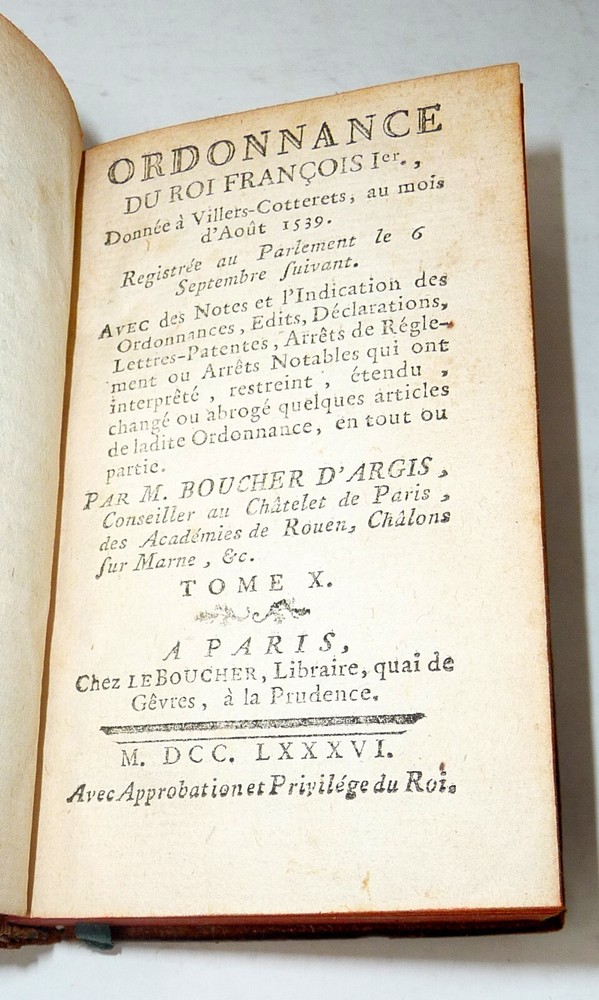 ORDONNANCE
DU ROI FRANÇOIS Ier.,
Donnée à Villers-Cotterets, au mois
d'Août 1539.
Registrée au Parlement le 6
Septembre ſuivant.
AVEC des Notes et l'Indication des
Ordonnances, Edits, Déclarations,
Lettres-Patentes, Arrêts de Régle-
ment ou Arrêts Notables qui ont
interprêté, restreint, étendu,
changé ou abrogé quelques articles
de ladite Ordonnance, en tout ou
partie.
PAR M. BOUCHER D'ARGIS,
Conseiller au Châtelet de Paris,
des Académies de Rouen, Châlons
ſur Marne, &c.
TOME X.
A PARIS,
Chez LEBOUCHER, Libraire, quai de
Gêvres, à la Prudence.
M. DCC. LXXXVI.
Avec Approbation et Privilége du Roi.